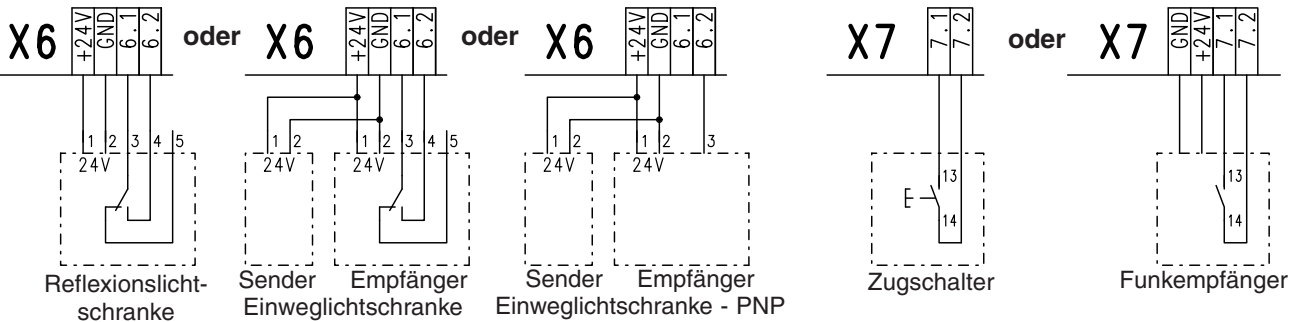 X6 +24V GND 6.1 6.2 oder X6 +24V GND 6.1 6.2 oder X6 +24V GND 6.1 6.2 X7 7.1 7.2 oder X7 GND +24V 7.1 7.2
1 2 3 4 5 1 2 1 2 3 4 5 1 2 1 2 3
24V 24V 24V 24V 24V
13 13
E
14 14
Reflexionslicht-
schranke
Sender Empfänger
Einweglichtschranke
Sender Empfänger
Einweglichtschranke - PNP
Zugschalter
Funkempfänger